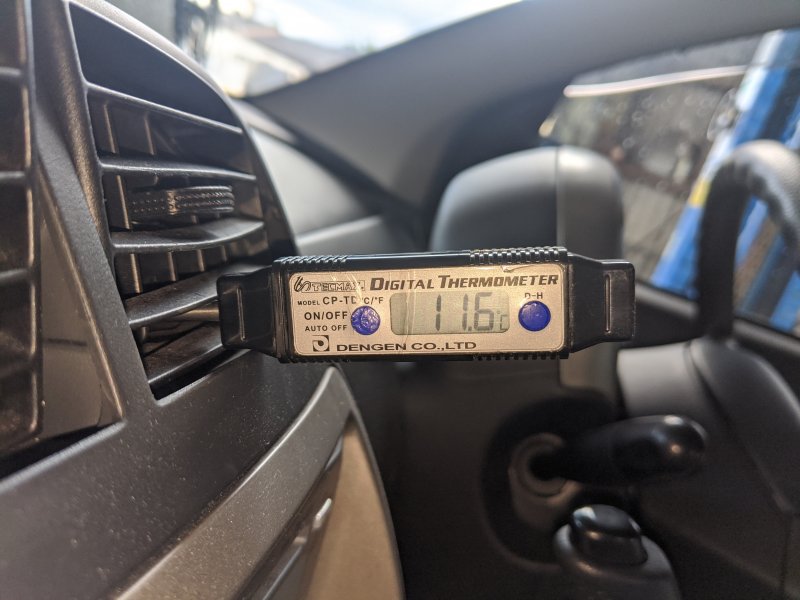 TECMAN DIGITAL THERMOMETER
MODEL CP-TD °C/°F D-H
ON/OFF 11.6°C
AUTO OFF
DENGEN CO.,LTD